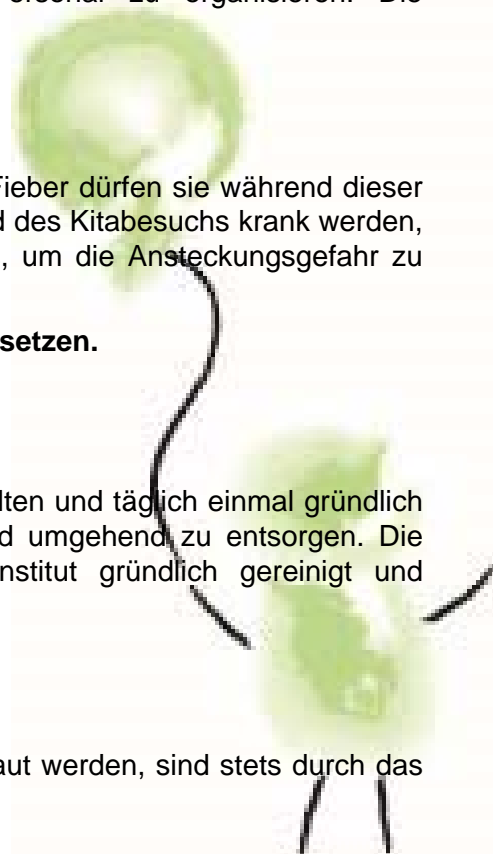 ersonal zu organisieren. Die
Fieber dürfen sie während dieser
d des Kitabesuchs krank werden,
, um die Ansteckungsgefahr zu
setzen.
lten und täglich einmal gründlich
d umgehend zu entsorgen. Die
nstitut gründlich gereinigt und
aut werden, sind stets durch das